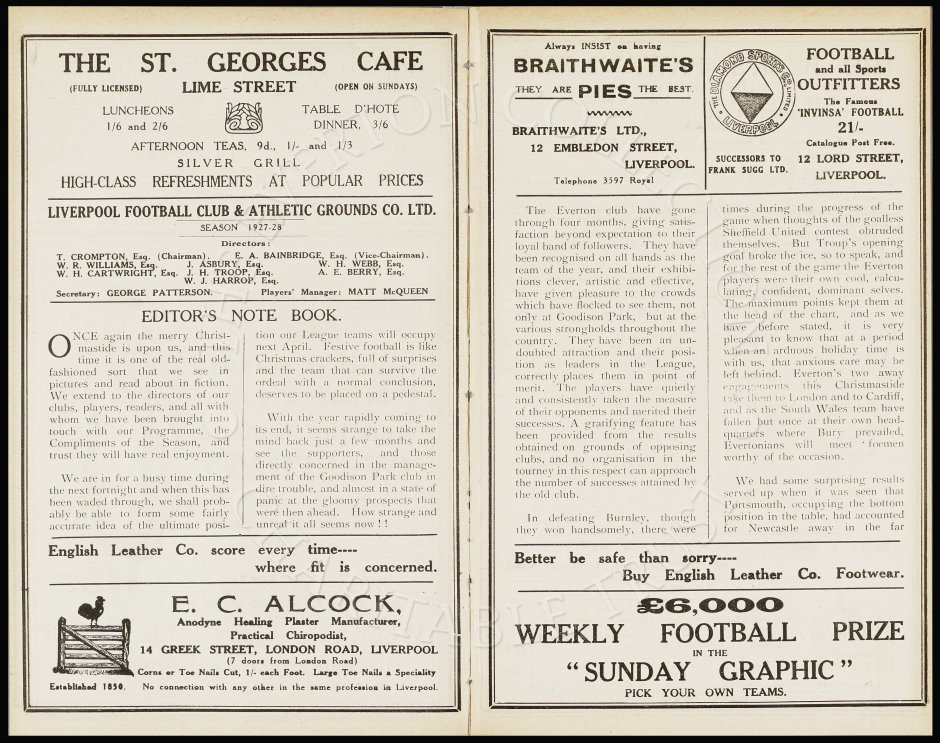 THE ST. GEORGES CAFE
(FULLY LICENSED) LIME STREET (OPEN ON SUNDAYS)
LUNCHEONS
1/6 and 2/6
TABLE D'HOTE
DINNER, 3/6
AFTERNOON TEAS, 9d., 1/- and 1/3
SILVER GRILL
HIGH-CLASS REFRESHMENTS AT POPULAR PRICES
LIVERPOOL FOOTBALL CLUB & ATHLETIC GROUNDS CO. LTD.
SEASON 1927-28
Directors:
T. CROMPTON, Esq. (Chairman). E. A. BAINBRIDGE, Esq. (Vice-Chairman).
W. R. WILLIAMS, Esq. J. ASBURY, Esq. W. H. WEBB, Esq.
W. H. CARTWRIGHT, Esq. J. H. TROOP, Esq. A. E. BERRY, Esq.
W. J. HARROP, Esq.
Secretary: GEORGE PATTERSON. Players' Manager: MATT McQUEEN
EDITOR'S NOTE BOOK.
ONCE again the merry Christ-
mastide is upon us, and this
time it is one of the real old-
fashioned sort that we see in
pictures and read about in fiction.
We extend to the directors of our
clubs, players, readers, and all with
whom we have been brought into
touch with our Programme, the
Compliments of the Season, and
trust they will have real enjoyment.
We are in for a busy time during
the next fortnight and when this has
been waded through, we shall prob-
ably be able to form some fairly
accurate idea of the ultimate posi-
tion our League teams will occupy
next April. Festive football is like
Christmas crackers, full of surprises
and the team that can survive the
ordeal with a normal conclusion,
deserves to be placed on a pedestal.
With the year rapidly coming to
its end, it seems strange to take the
mind back just a few months and
see the supporters, and those
directly concerned in the manage-
ment of the Goodison Park club in
dire trouble, and almost in a state of
panic at the gloomy prospects that
were then ahead. How strange and
unreal it all seems now!!
English Leather Co. score every time----
where fit is concerned.
E. C. ALCOCK,
Anodyne Healing Plaster Manufacturer,
Practical Chiropodist,
14 GREEK STREET, LONDON ROAD, LIVERPOOL
(7 doors from London Road)
Corns or Toe Nails Cut, 1/- each Foot. Large Toe Nails a Speciality
Established 1850. No connection with any other in the same profession in Liverpool.
Always INSIST on having
BRAITHWAITE'S
THEY ARE PIES THE BEST.
BRAITHWAITE'S LTD.,
12 EMBLEDON STREET,
LIVERPOOL.
Telephone 3597 Royal
THE DIAMOND SPORTS CO. LIMITED
LIVERPOOL
SUCCESSORS TO
FRANK SUGG LTD.
FOOTBALL
and all Sports
OUTFITTERS
The Famous
'INVINSA' FOOTBALL
21/-
Catalogue Post Free.
12 LORD STREET,
LIVERPOOL.
The Everton club have gone
through four months, giving satis-
faction beyond expectation to their
loyal band of followers. They have
been recognised on all hands as the
team of the year, and their exhibi-
tions clever, artistic and effective,
have given pleasure to the crowds
which have flocked to see them, not
only at Goodison Park, but at the
various strongholds throughout the
country. They have been an un-
doubted attraction and their posi-
tion as leaders in the League,
correctly places them in point of
merit. The players have quietly
and consistently taken the measure
of their opponents and merited their
successes. A gratifying feature has
been provided from the results
obtained on grounds of opposing
clubs, and no organisation in the
tourney in this respect can approach
the number of successes attained by
the old club.
In defeating Burnley, though
they won handsomely, there were
times during the progress of the
game when thoughts of the goalless
Sheffield United contest obtruded
themselves. But Troup's opening
goal broke the ice, so to speak, and
for the rest of the game the Everton
players were their own cool, calcu-
lating, confident, dominant selves.
The maximum points kept them at
the head of the chart, and as we
have before stated, it is very
pleasant to know that at a period
when an arduous holiday time is
with us, that anxious care may be
left behind. Everton's two away
engagements this Christmastide
take them to London and to Cardiff,
and as the South Wales team have
fallen but once at their own head-
quarters where Bury prevailed,
Evertonians will meet foemen
worthy of the occasion.
We had some surprising results
served up when it was seen that
Portsmouth, occupying the bottom
position in the table, had accounted
for Newcastle away in the far
Better be safe than sorry----
Buy English Leather Co. Footwear.
£6,000
WEEKLY FOOTBALL PRIZE
IN THE
"SUNDAY GRAPHIC"
PICK YOUR OWN TEAMS.